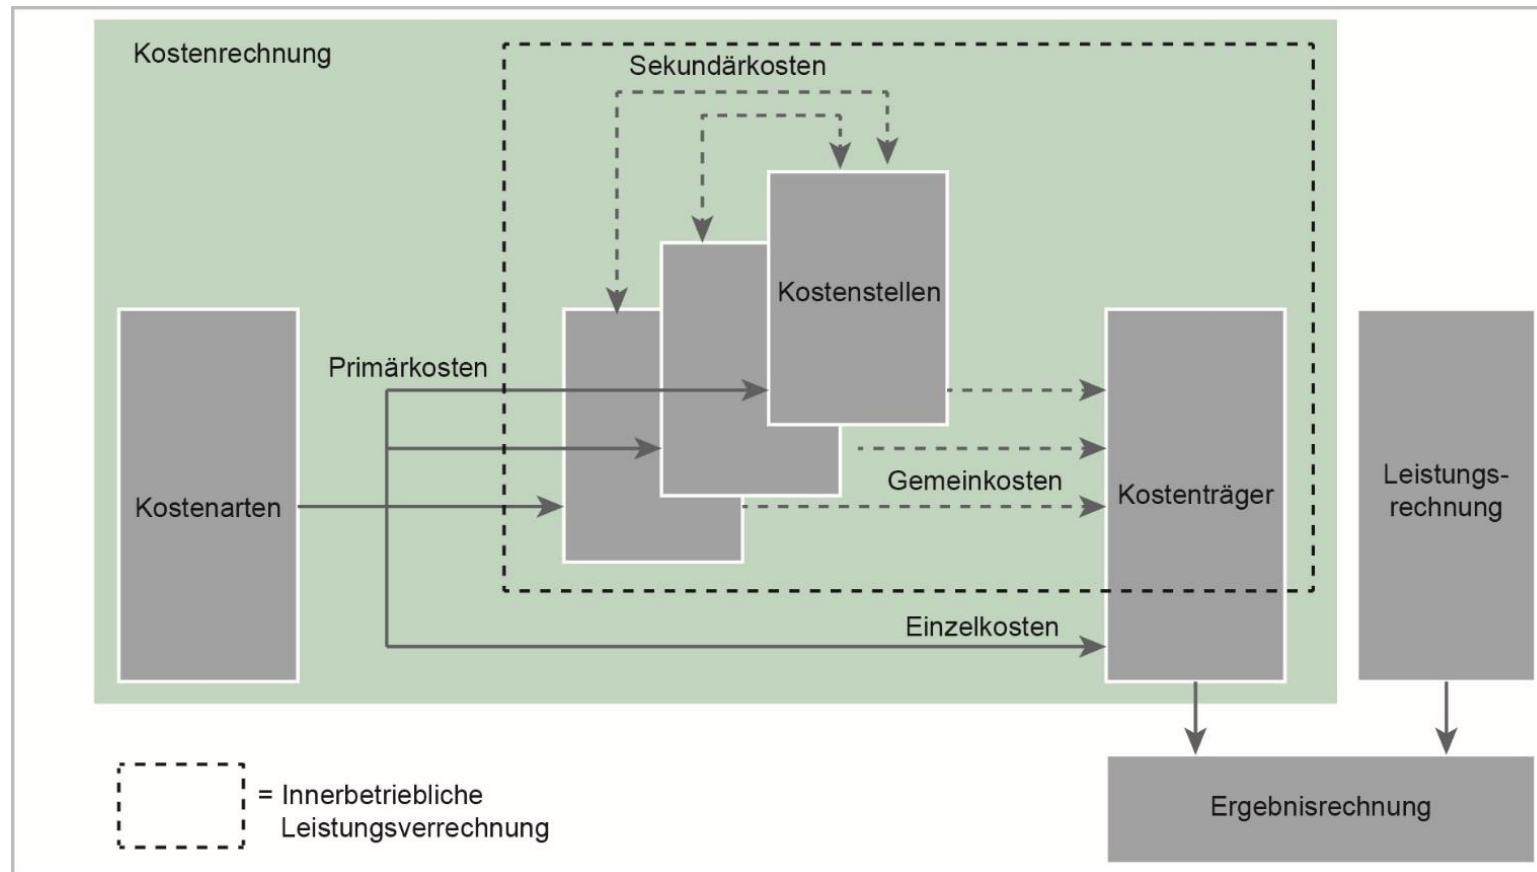 Kostenrechnung
Sekundärkosten
Kostenstellen
Primärkosten
Kostenarten
Gemeinkosten
Kostenträger
Leistungs-
rechnung
Einzelkosten
= Innerbetriebliche
Leistungsverrechnung
Ergebnisrechnung